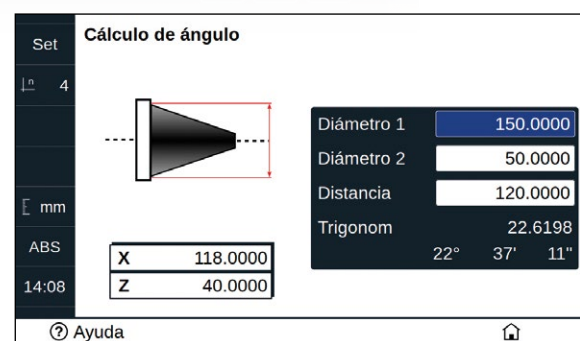 Set
Cálculo de ángulo
n 4
Diámetro 1 150.0000
Diámetro 2 50.0000
Distancia 120.0000
Trigonom 22.6198
22° 37' 11"
mm
ABS
14:08
X 118.0000
Z 40.0000
? Ayuda